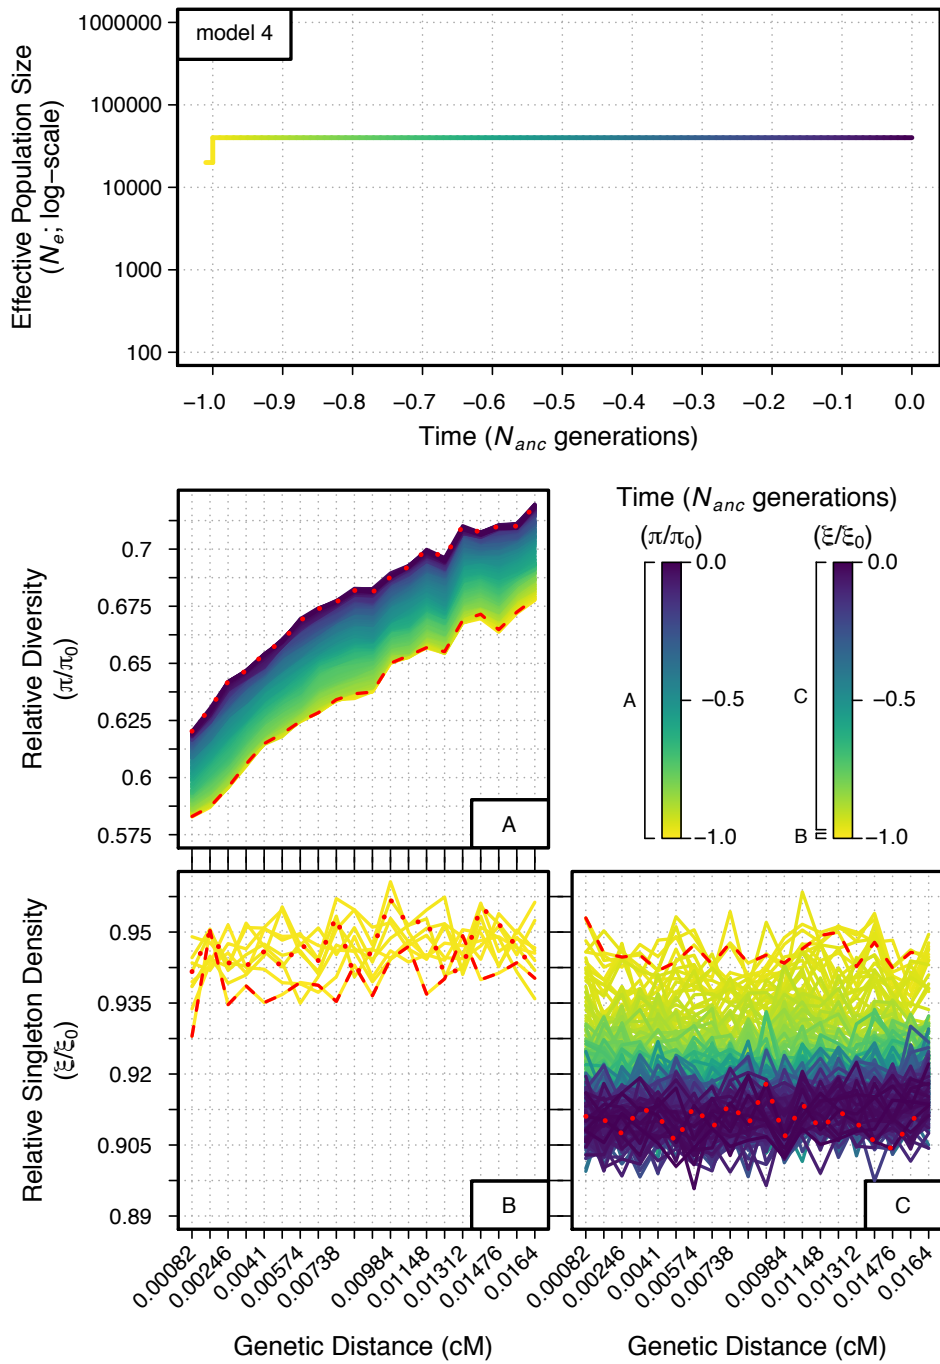 model 4
Effective Population Size
(Ne; log−scale)
1000000
100000
10000
1000
100
−1.0 −0.9 −0.8 −0.7 −0.6 −0.5 −0.4 −0.3 −0.2 −0.1 0.0
Time (Nanc generations)
Relative Diversity
(π/π0)
0.7
0.675
0.65
0.625
0.6
0.575
A
Time (Nanc generations)
(π/π0) (ξ/ξ0)
0.0 0.0
A −0.5 C −0.5
−1.0 B −1.0
Relative Singleton Density
(ξ/ξ0)
0.95
0.935
0.92
0.905
0.89
B
C
0.00082 0.00246 0.0041 0.00574 0.00738 0.00984 0.01148 0.01312 0.01476 0.0164
0.00082 0.00246 0.0041 0.00574 0.00738 0.00984 0.01148 0.01312 0.01476 0.0164
Genetic Distance (cM)
Genetic Distance (cM)